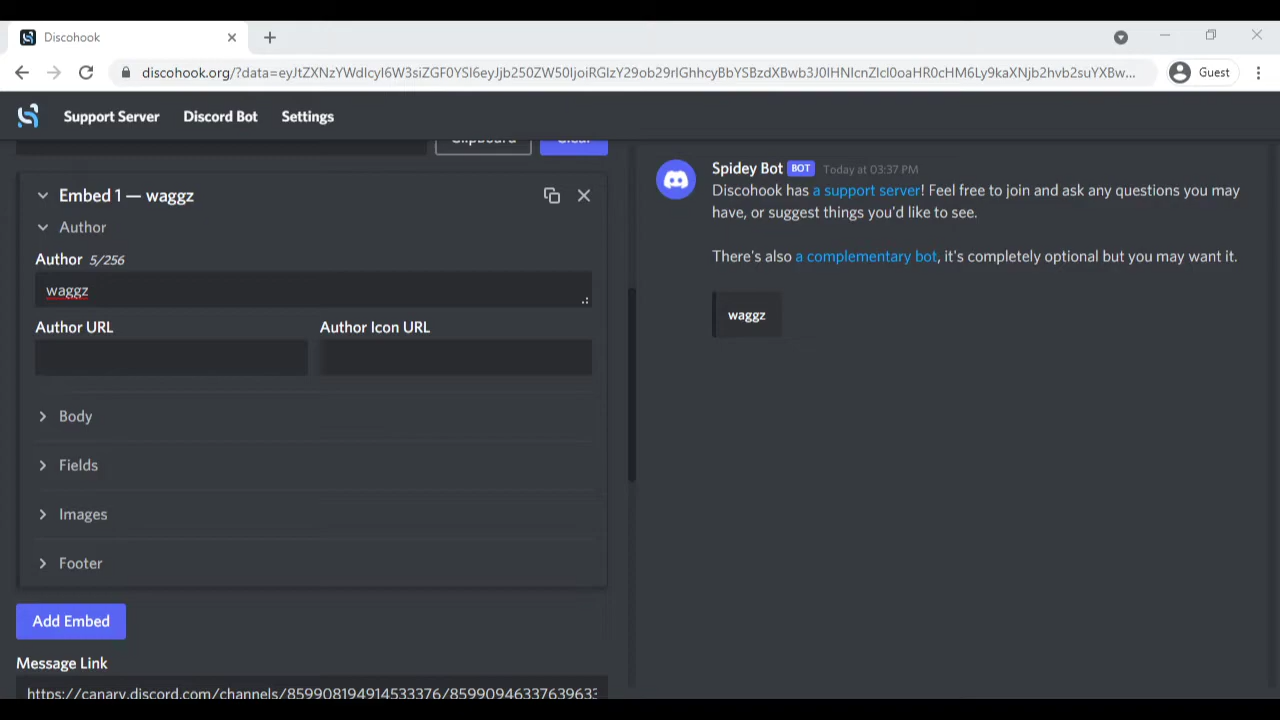 Discohook
discohook.org/?data=eyJtZXNzYWdlcyI6W3siZGF0YSI6eyJjb250ZW50IjoiRGlzY29ob29rIGhhcyBbYSBzdXBwb3J0IHNlcnZlcl0oaHR0cHM6Ly9kaXNjb2hvb2suYXBw...
Guest
Support Server Discord Bot Settings
Clipboard Clear
Embed 1 — waggz
Author
Author 5/256
waggz
Author URL Author Icon URL
Body
Fields
Images
Footer
Add Embed
Message Link
https://canary.discord.com/channels/859908194914533376/85990946337639633
Spidey Bot BOT Today at 03:37 PM
Discohook has a support server! Feel free to join and ask any questions you may
have, or suggest things you'd like to see.
There's also a complementary bot, it's completely optional but you may want it.
waggz